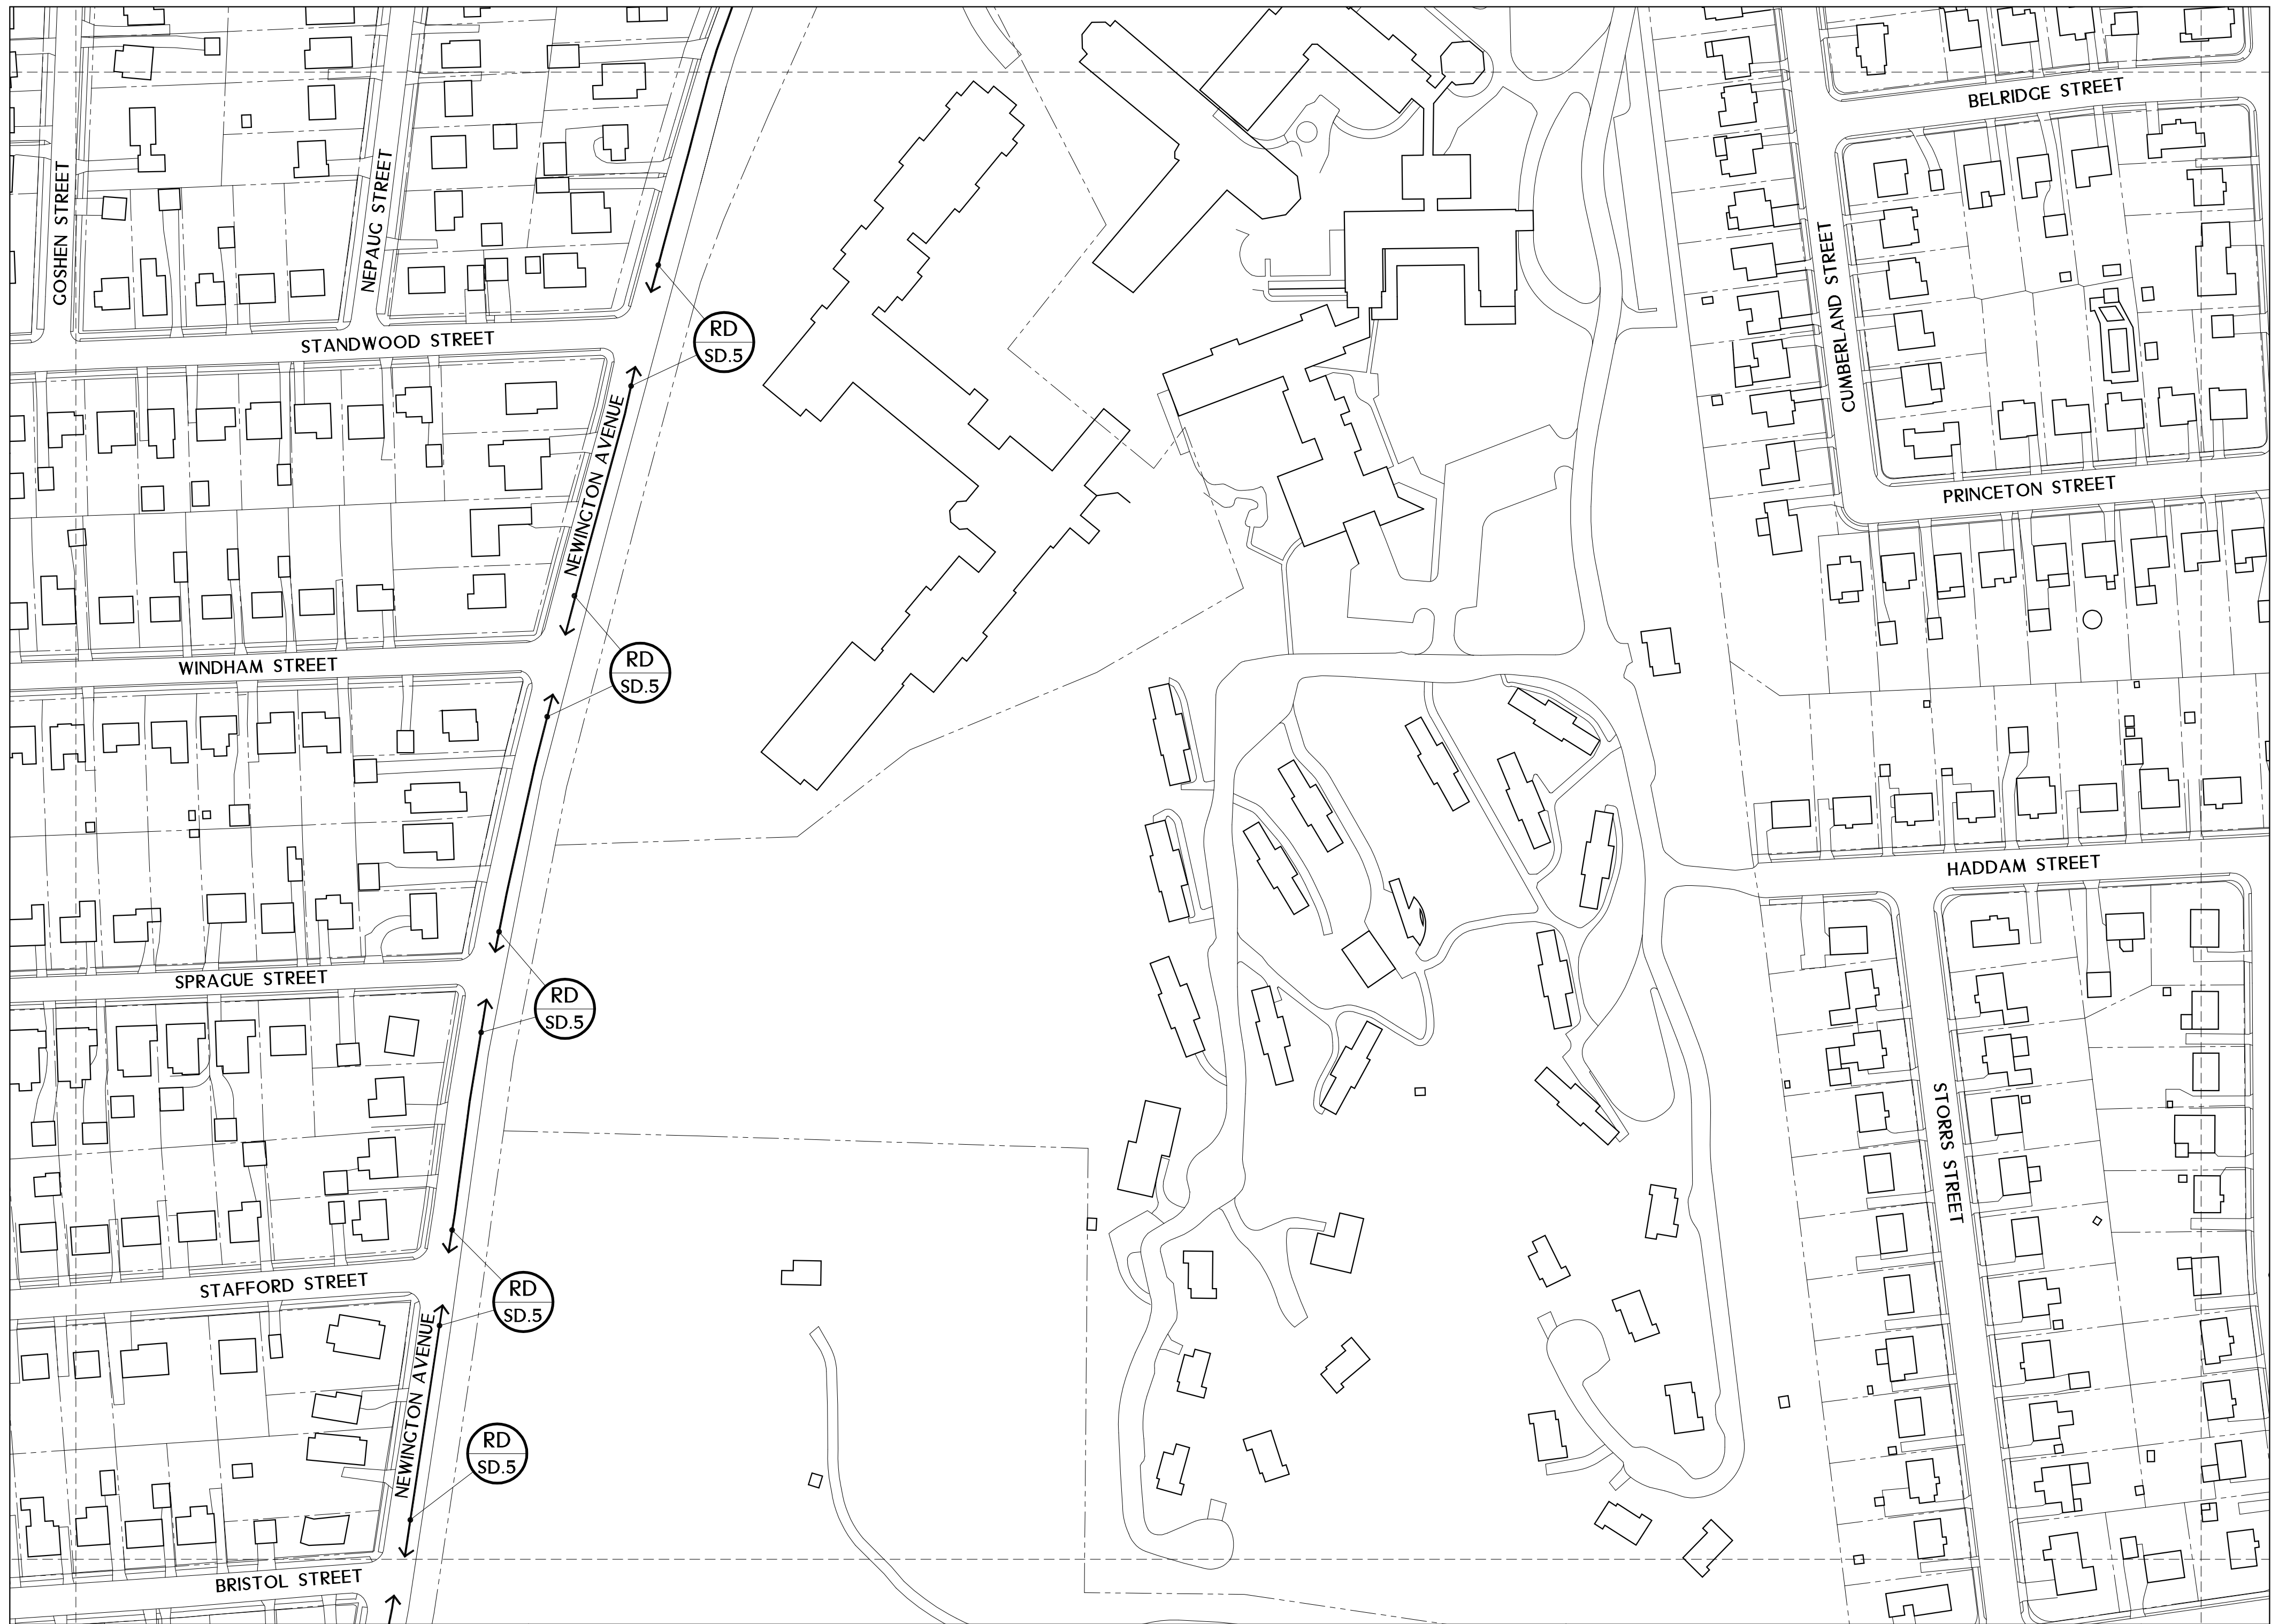 BELRIDGE STREET
GOSHEN STREET
NEPAUG STREET
CUMBERLAND STREET
STANDWOOD STREET
RD
SD.5
NEWINGTON AVENUE
PRINCETON STREET
WINDHAM STREET
RD
SD.5
HADDAM STREET
SPRAGUE STREET
RD
SD.5
STORRS STREET
STAFFORD STREET
RD
SD.5
NEWINGTON AVENUE
RD
SD.5
BRISTOL STREET